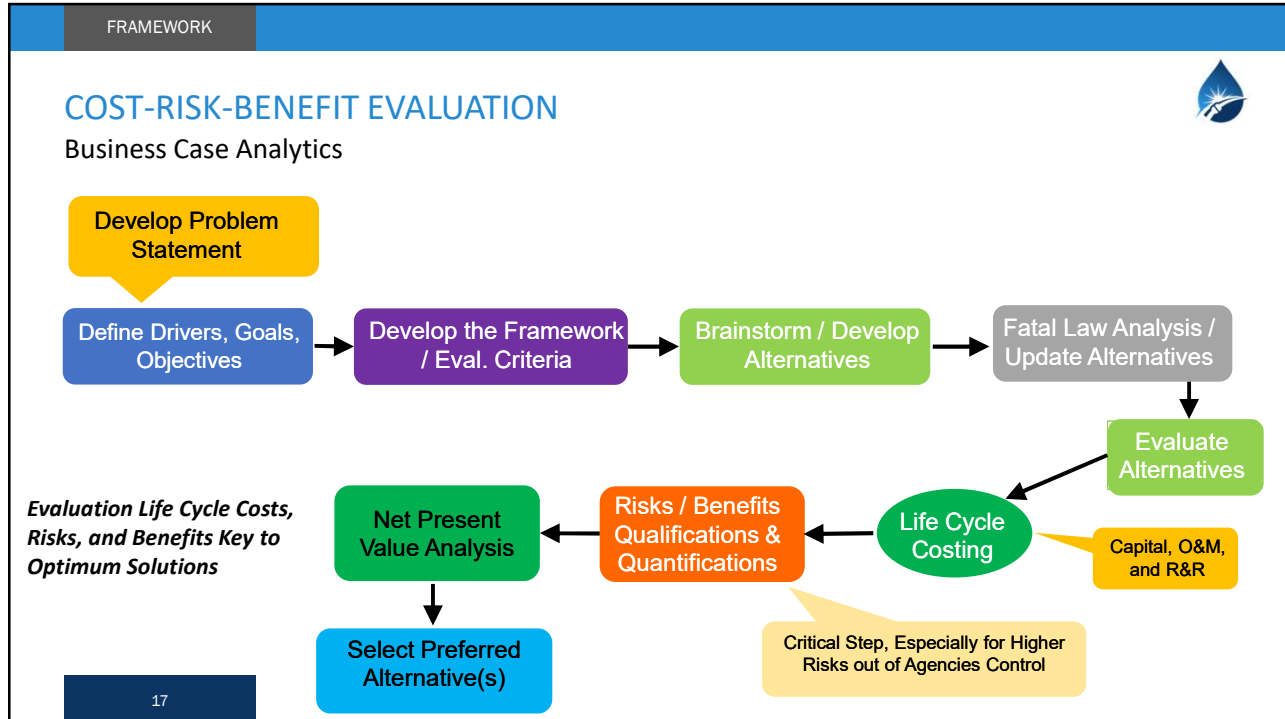 FRAMEWORK
COST-RISK-BENEFIT EVALUATION
Business Case Analytics
Develop Problem
Statement
Define Drivers, Goals,
Objectives
Develop the Framework
/ Eval. Criteria
Brainstorm / Develop
Alternatives
Fatal Law Analysis /
Update Alternatives
Evaluate
Alternatives
Life Cycle
Costing
Capital, O&M,
and R&R
Risks / Benefits
Qualifications &
Quantifications
Critical Step, Especially for Higher
Risks out of Agencies Control
Net Present
Value Analysis
Select Preferred
Alternative(s)
Evaluation Life Cycle Costs,
Risks, and Benefits Key to
Optimum Solutions
17